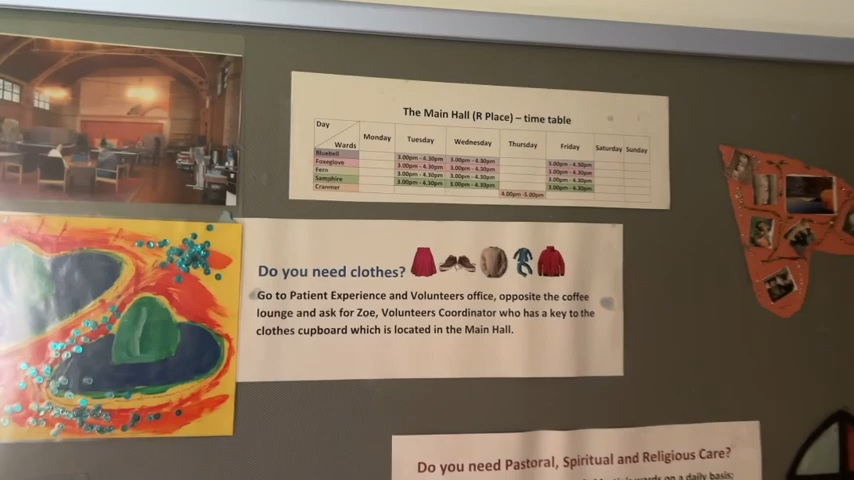 The Main Hall (R Place) – time table
Day
Wards Monday Tuesday Wednesday Thursday Friday Saturday Sunday
Bluebell 3.00pm - 4.30pm 3.00pm - 4.30pm 3.00pm - 4.30pm
Foxeglove 3.00pm - 4.30pm 3.00pm - 4.30pm 3.00pm - 4.30pm
Fern 3.00pm - 4.30pm 3.00pm - 4.30pm 3.00pm - 4.30pm
Samphire 3.00pm - 4.30pm 3.00pm - 4.30pm 3.00pm - 4.30pm
Cranmer 4.00pm -5.00pm
Do you need clothes?
Go to Patient Experience and Volunteers office, opposite the coffee
lounge and ask for Zoe, Volunteers Coordinator who has a key to the
clothes cupboard which is located in the Main Hall.
Do you need Pastoral, Spiritual and Religious Care?
wards on a daily basis: